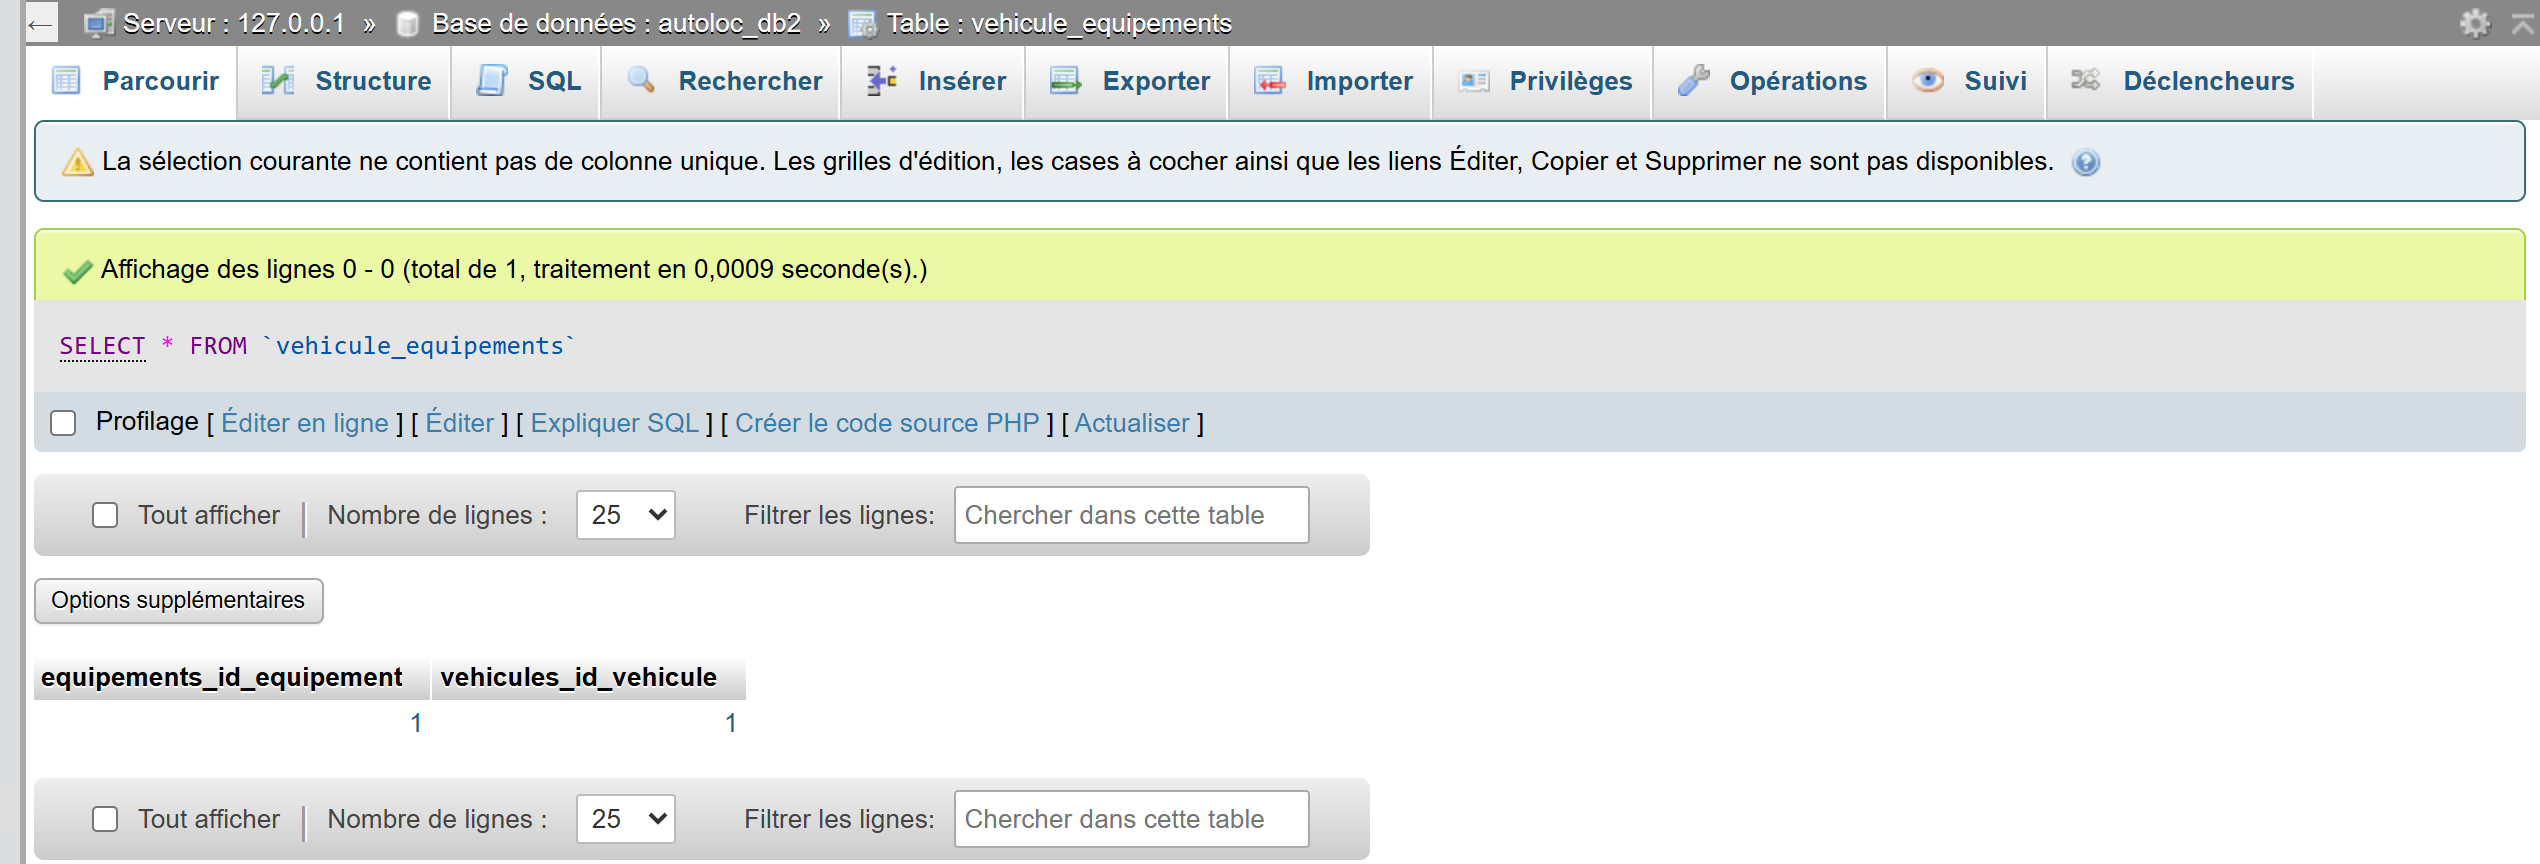 ← Serveur : 127.0.0.1 » Base de données : autoloc_db2 » Table : vehicule_equipements
Parcourir Structure SQL Rechercher Insérer Exporter Importer Privilèges Opérations Suivi Déclencheurs
La sélection courante ne contient pas de colonne unique. Les grilles d'édition, les cases à cocher ainsi que les liens Éditer, Copier et Supprimer ne sont pas disponibles.
Affichage des lignes 0 - 0 (total de 1, traitement en 0,0009 seconde(s).)
SELECT * FROM `vehicule_equipements`
Profilage [ Éditer en ligne ] [ Éditer ] [ Expliquer SQL ] [ Créer le code source PHP ] [ Actualiser ]
Tout afficher | Nombre de lignes : 25 Filtrer les lignes: Chercher dans cette table
Options supplémentaires
equipements_id_equipement vehicules_id_vehicule
1 1
Tout afficher | Nombre de lignes : 25 Filtrer les lignes: Chercher dans cette table